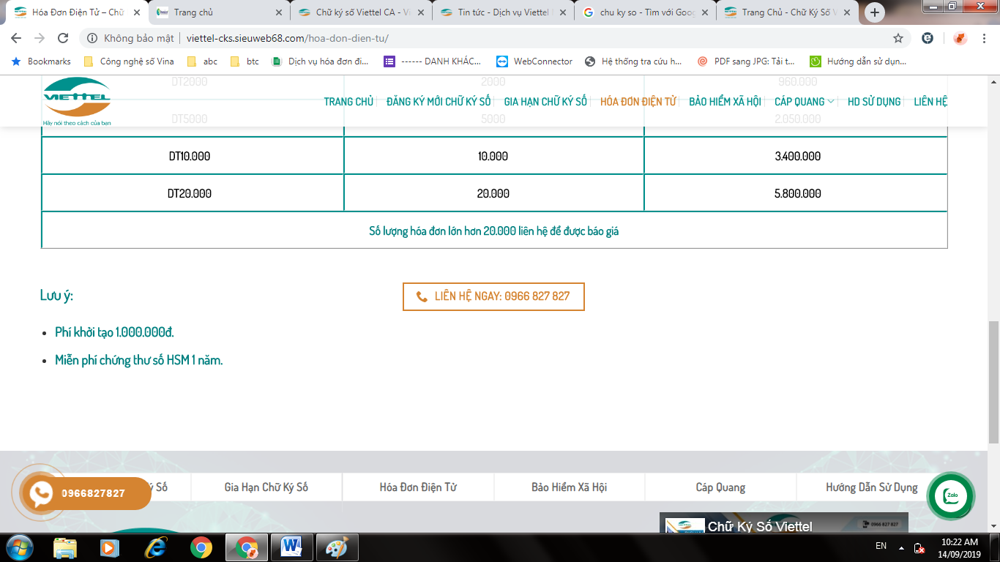 Hóa Đơn Điện Tử – Chữ
Trang chủ
Chữ ký số Viettel CA - Vi
Tin tức - Dịch vụ Viettel
chu ky so - Tìm với Goo
Trang Chủ - Chữ Ký Số V
Không bảo mật
viettel-cks.sieuweb68.com/hoa-don-dien-tu/
Bookmarks
Công nghệ số Vina
abc
btc
Dịch vụ hóa đơn đi...
------ DANH KHÁC...
WebConnector
Hệ thống tra cứu h...
PDF sang JPG: Tải t...
Hướng dẫn sử dụn...
DT2000 2000 960.000
VIETTEL
Hãy nói theo cách của bạn
TRANG CHỦ ĐĂNG KÝ MỚI CHỮ KÝ SỐ GIA HẠN CHỮ KÝ SỐ HÓA ĐƠN ĐIỆN TỬ BẢO HIỂM XÃ HỘI CÁP QUANG HD SỬ DỤNG LIÊN HỆ
DT5000 5000 2.050.000
DT10.000 10.000 3.400.000
DT20.000 20.000 5.800.000
Số lượng hóa đơn lớn hơn 20.000 liên hệ để được báo giá
Lưu ý:
LIÊN HỆ NGAY: 0966 827 827
Phí khởi tạo 1.000.000đ.
Miễn phí chứng thư số HSM 1 năm.
Số Gia Hạn Chữ Ký Số Hóa Đơn Điện Tử Bảo Hiểm Xã Hội Cáp Quang Hướng Dẫn Sử Dụng
0966827827
Zalo
Chữ Ký Số Viettel
0966 827 827
EN
10:22 AM
14/09/2019